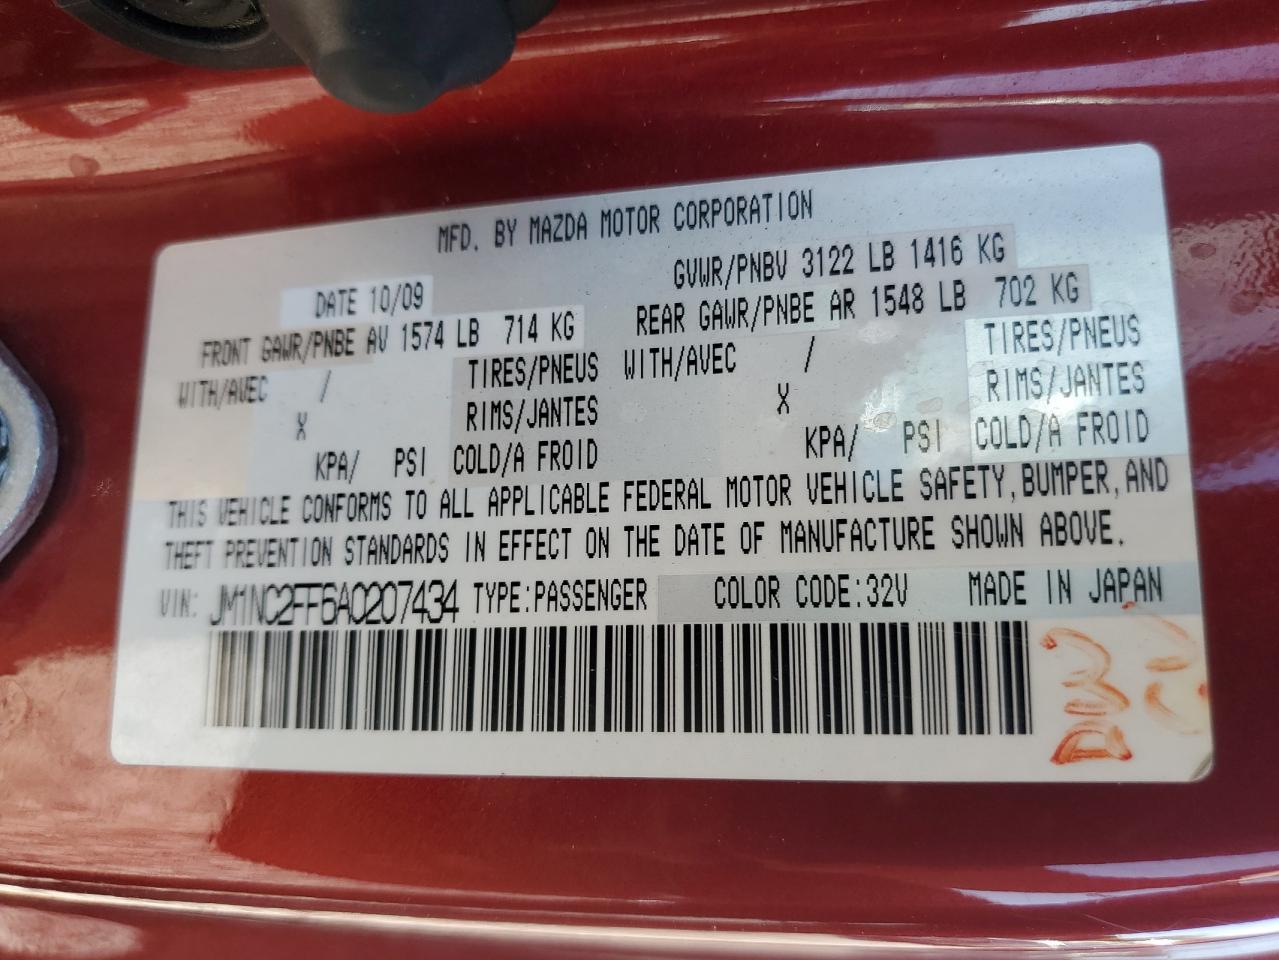 MFD. BY MAZDA MOTOR CORPORATION
DATE 10/09 GVWR/PNBV 3122 LB 1416 KG
FRONT GAWR/PNBE AV 1574 LB 714 KG REAR GAWR/PNBE AR 1548 LB 702 KG
WITH/AVEC / TIRES/PNEUS WITH/AVEC / TIRES/PNEUS
X RIMS/JANTES X RIMS/JANTES
KPA/ PSI COLD/A FROID KPA/ PSI COLD/A FROID
THIS VEHICLE CONFORMS TO ALL APPLICABLE FEDERAL MOTOR VEHICLE SAFETY, BUMPER, AND
THEFT PREVENTION STANDARDS IN EFFECT ON THE DATE OF MANUFACTURE SHOWN ABOVE.
VIN: JM1NC2FF6A0207434 TYPE:PASSENGER COLOR CODE:32V MADE IN JAPAN